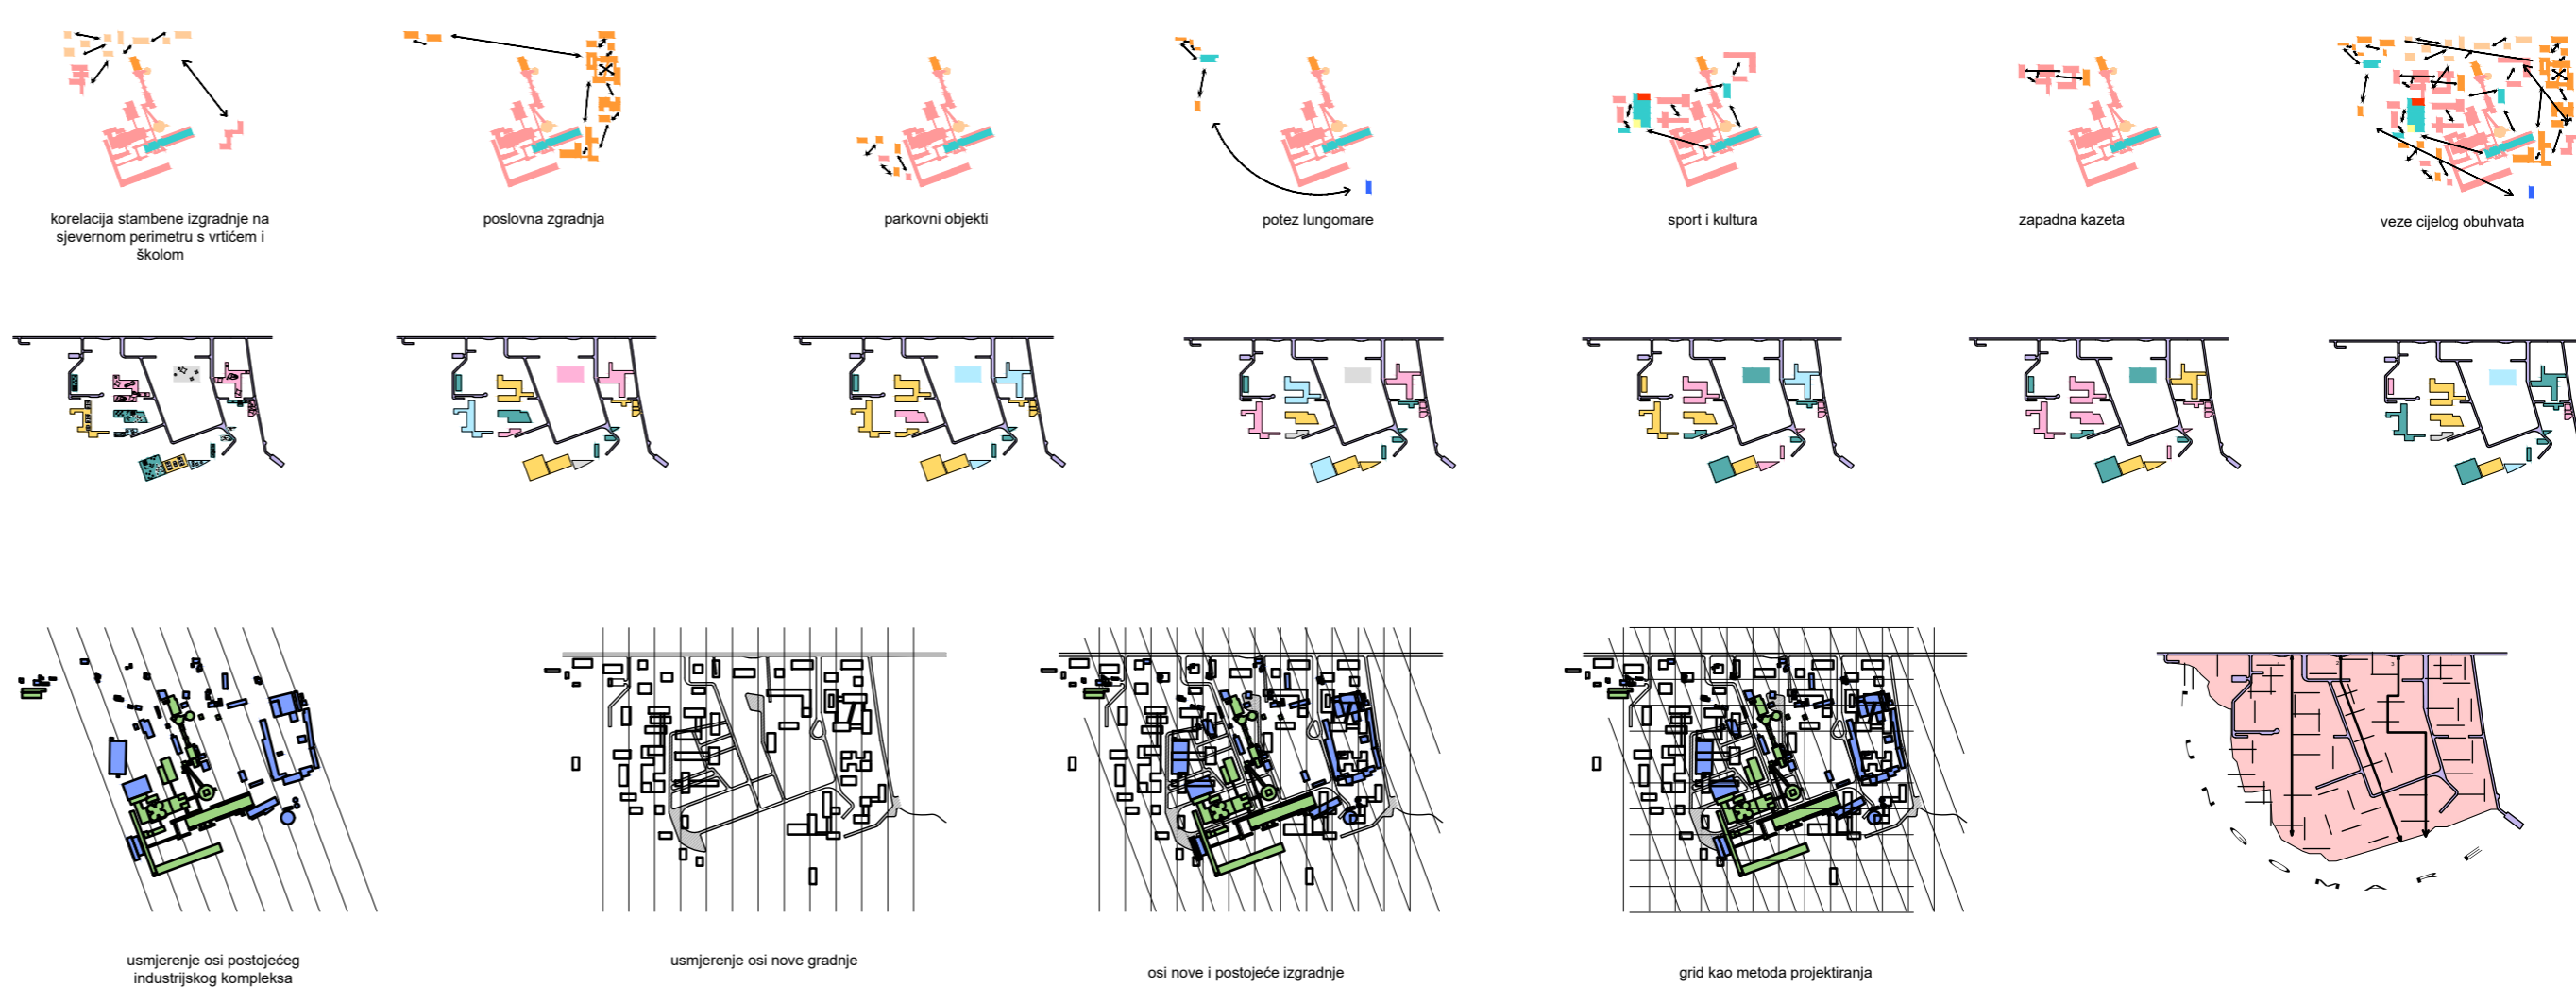 korelacija stambene izgradnje na
sjevernom perimetru s vrtićem i
školom
poslovna zgradnja
parkovni objekti
potez lungomare
sport i kultura
zapadna kazeta
veze cijelog obuhvata
usmjerenje osi postojećeg
industrijskog kompleksa
usmjerenje osi nove gradnje
osi nove i postojeće izgradnje
grid kao metoda projektiranja